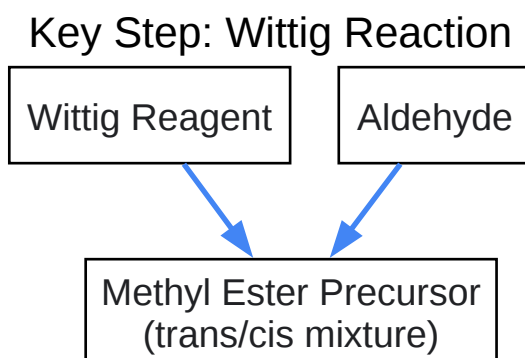 Key Step: Wittig Reaction
Wittig Reagent
Aldehyde
Methyl Ester Precursor
(trans/cis mixture)